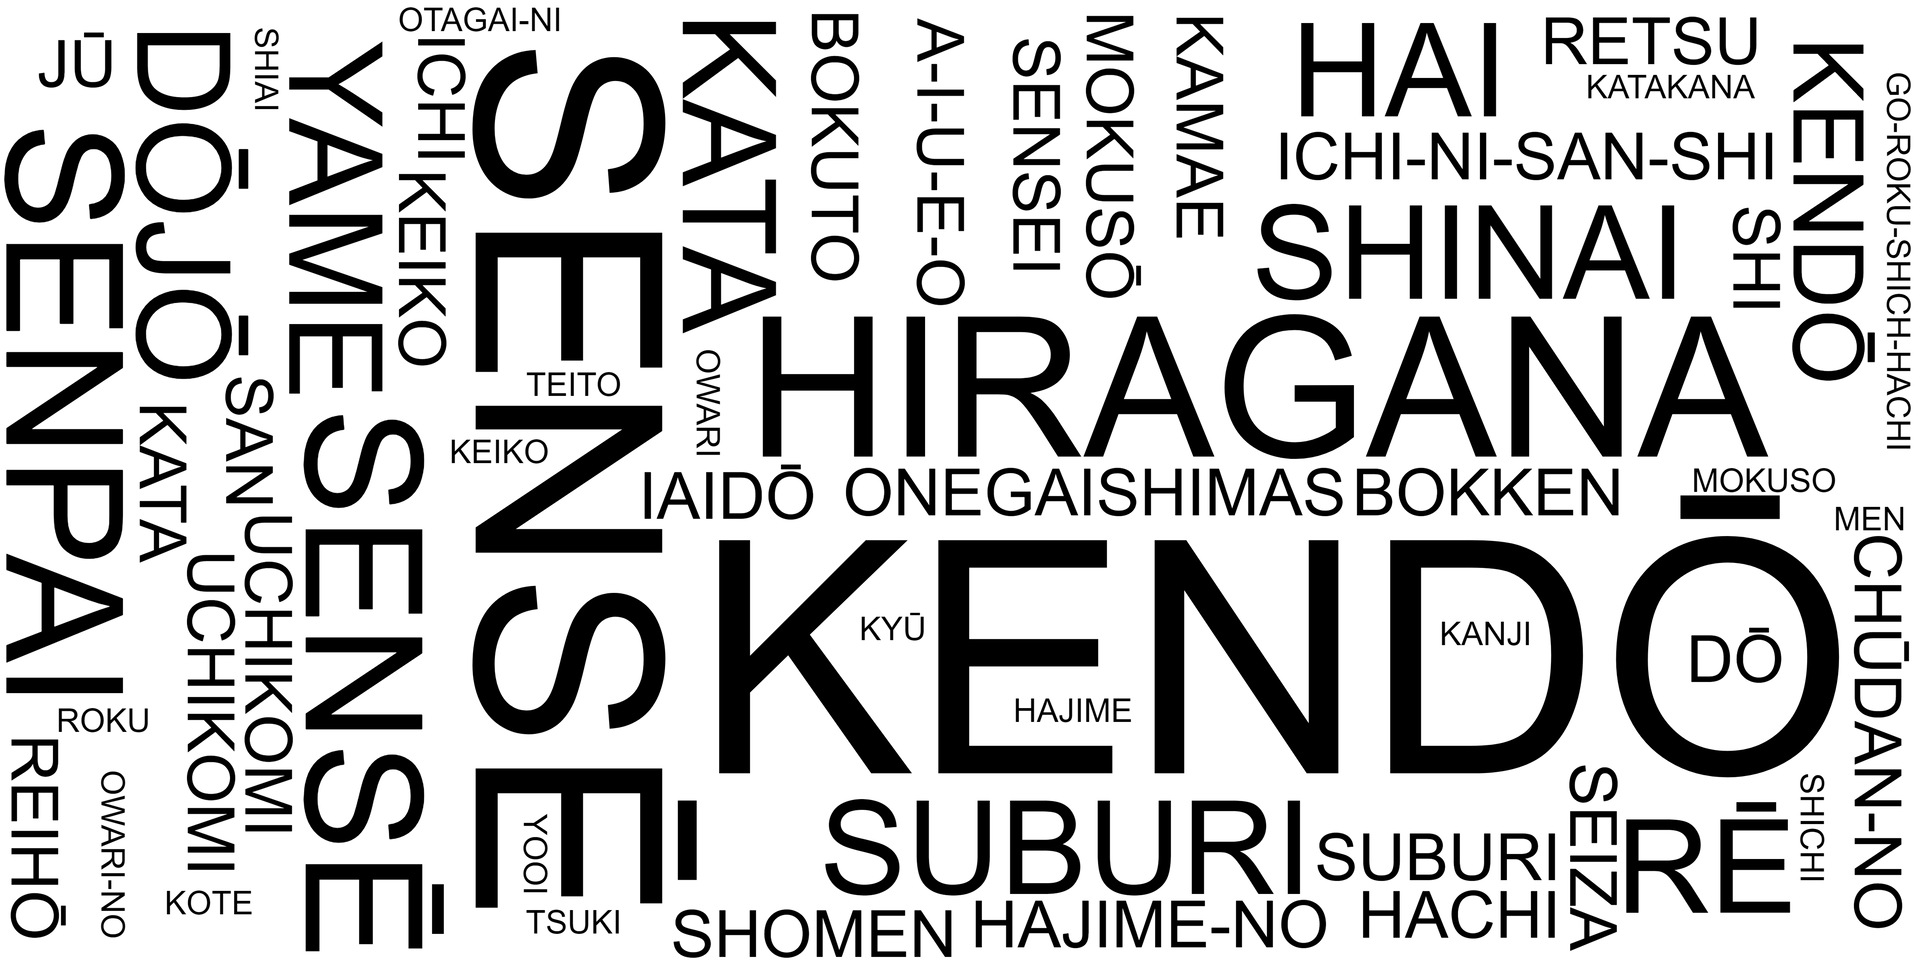 JŪ
SENPAI
DŌJŌ
SHIAI
YAME
OTAGAI-NI
ICHI
KEIKO
SENSĒ
KATA
BOKUTO
A-I-U-E-O
SENSEI
MOKUSŌ
KAMAE
HAI
RETSU
KATAKANA
ICHI-NI-SAN-SHI
SHINAI
SHI
KENDŌ
GO-ROKU-SHICH-HACHI
HIRAGANA
OWARI
TEITO
KEIKO
SAN
KATA
UCHIKOMI
UCHIKOMI
SENSĒ
IAIDŌ
ONEGAISHIMAS
BOKKEN
MOKUSO
MEN
KENDŌ
KYŪ
HAJIME
KANJI
DŌ
CHŪDAN-NO
ROKU
REIHŌ
OWARI-NO
KOTE
YOOI
TSUKI
SUBURI
SUBURI
SEIZA
RĒ
SHICHI
SHOMEN
HAJIME-NO
HACHI